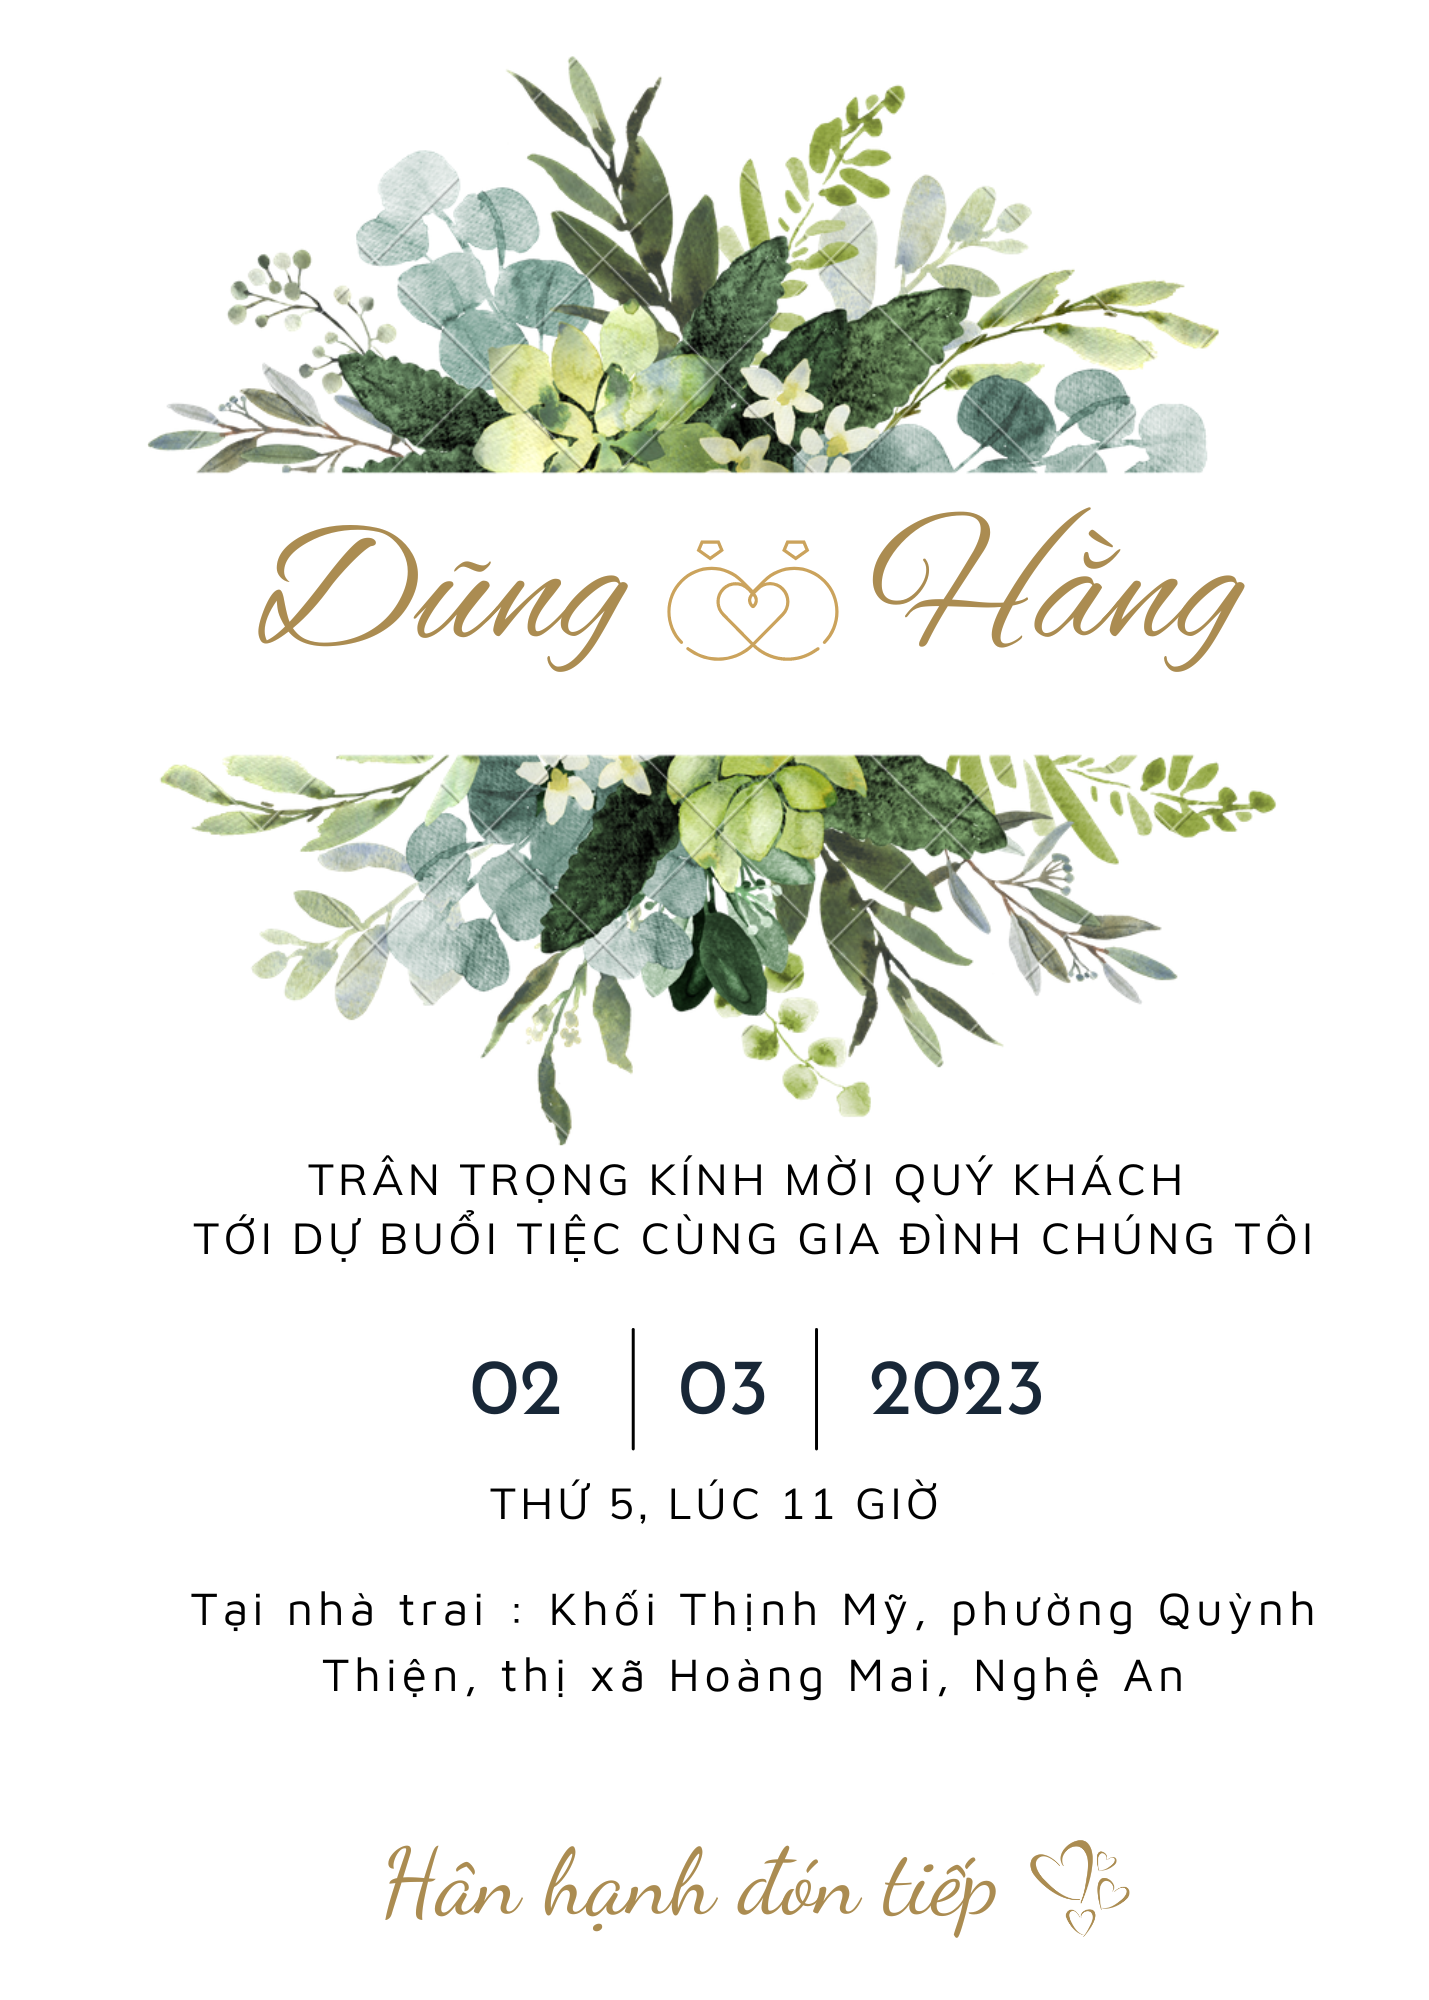 Dũng Hằng
TRÂN TRỌNG KÍNH MỜI QUÝ KHÁCH
TỚI DỰ BUỔI TIỆC CÙNG GIA ĐÌNH CHÚNG TÔI
02 03 2023
THỨ 5, LÚC 11 GIỜ
Tại nhà trai : Khối Thịnh Mỹ, phường Quỳnh
Thiện, thị xã Hoàng Mai, Nghệ An
Hân hạnh đón tiếp